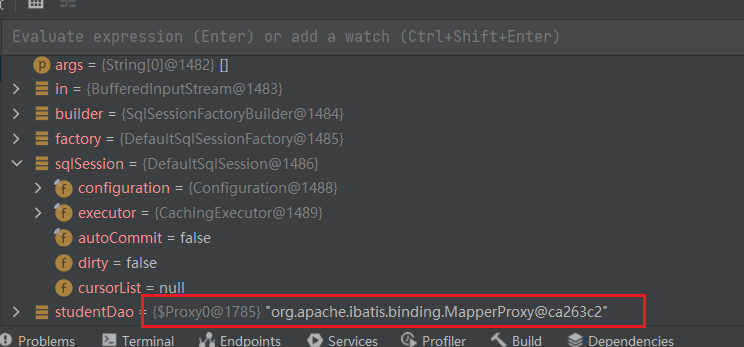 Evaluate expression (Enter) or add a watch (Ctrl+Shift+Enter)
p args = {String[0]@1482} []
in = {BufferedInputStream@1483}
builder = {SqlSessionFactoryBuilder@1484}
factory = {DefaultSqlSessionFactory@1485}
sqlSession = {DefaultSqlSession@1486}
f configuration = {Configuration@1488}
f executor = {CachingExecutor@1489}
f autoCommit = false
f dirty = false
f cursorList = null
studentDao = {$Proxy0@1785} "org.apache.ibatis.binding.MapperProxy@ca263c2"
Problems Terminal Endpoints Services Profiler Build Dependencies